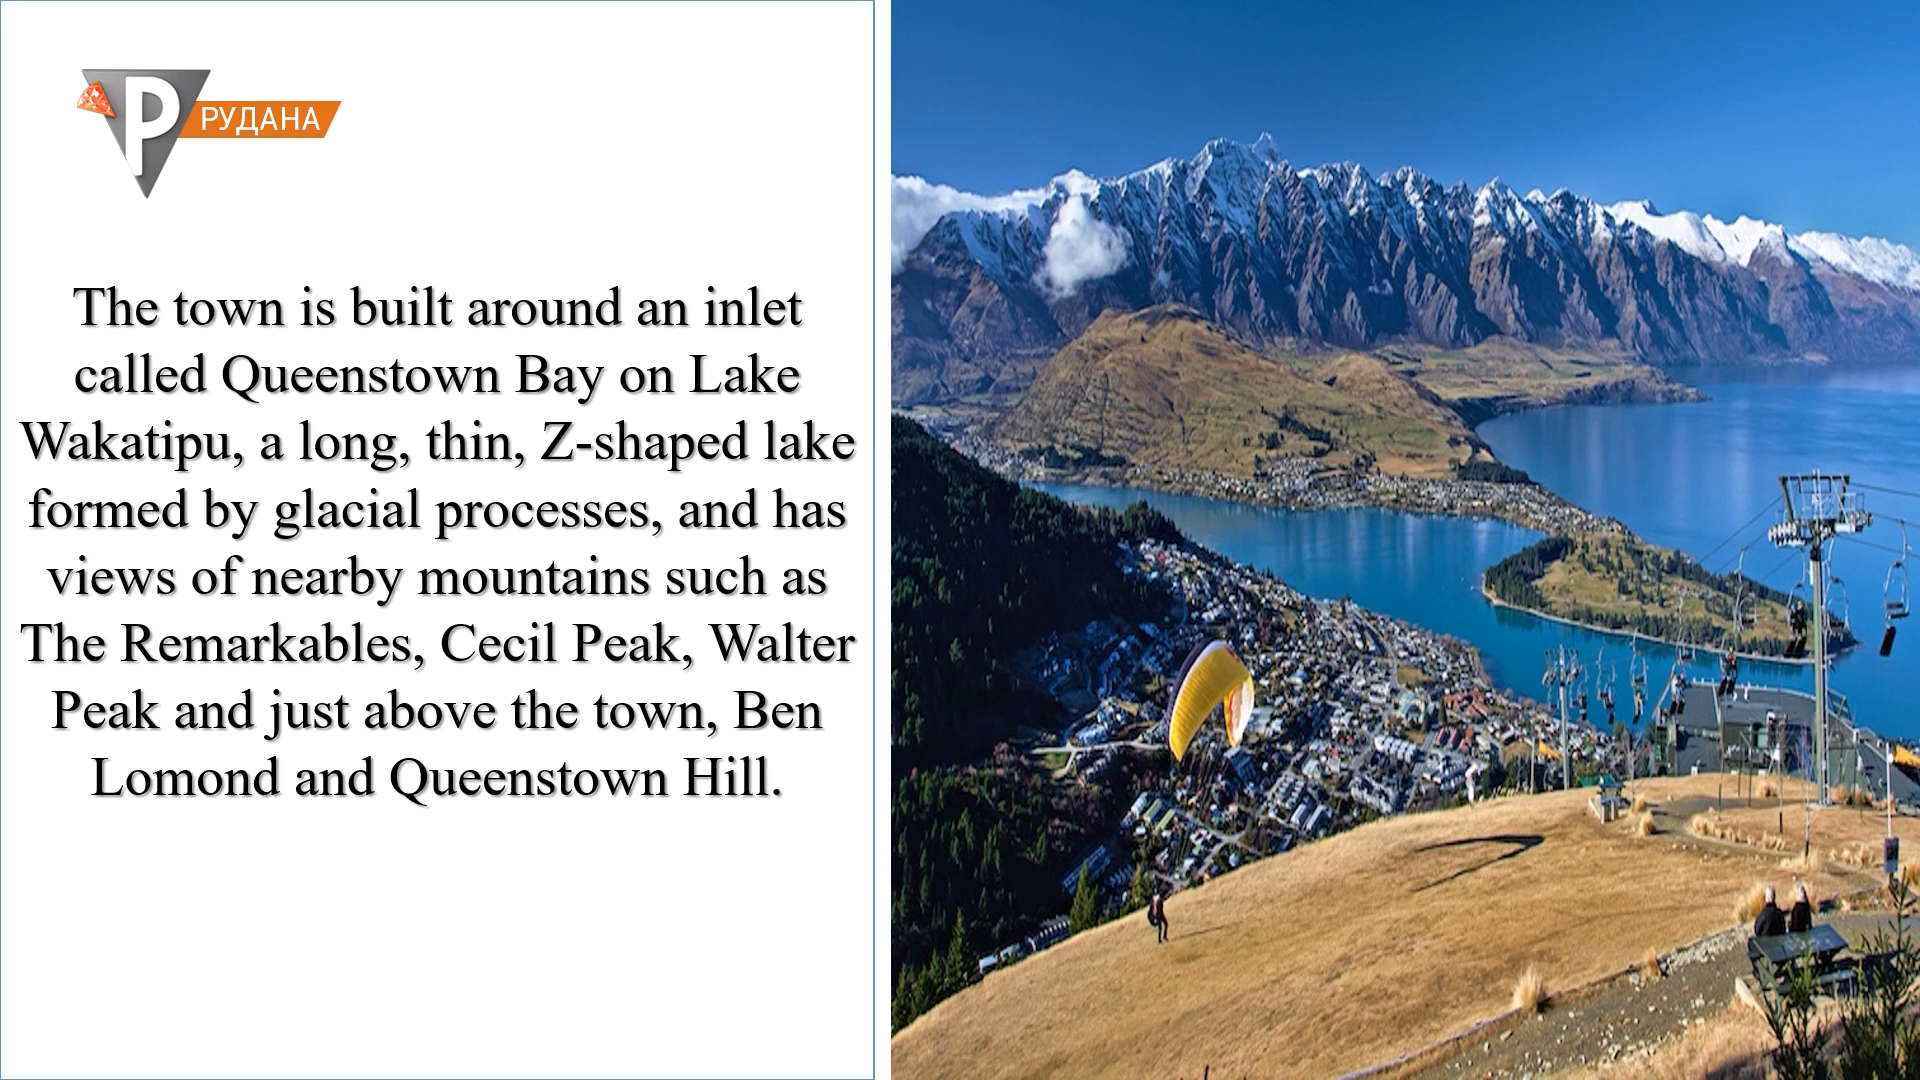 Р
РУДАНА
The town is built around an inlet
called Queenstown Bay on Lake
Wakatipu, a long, thin, Z-shaped lake
formed by glacial processes, and has
views of nearby mountains such as
The Remarkables, Cecil Peak, Walter
Peak and just above the town, Ben
Lomond and Queenstown Hill.